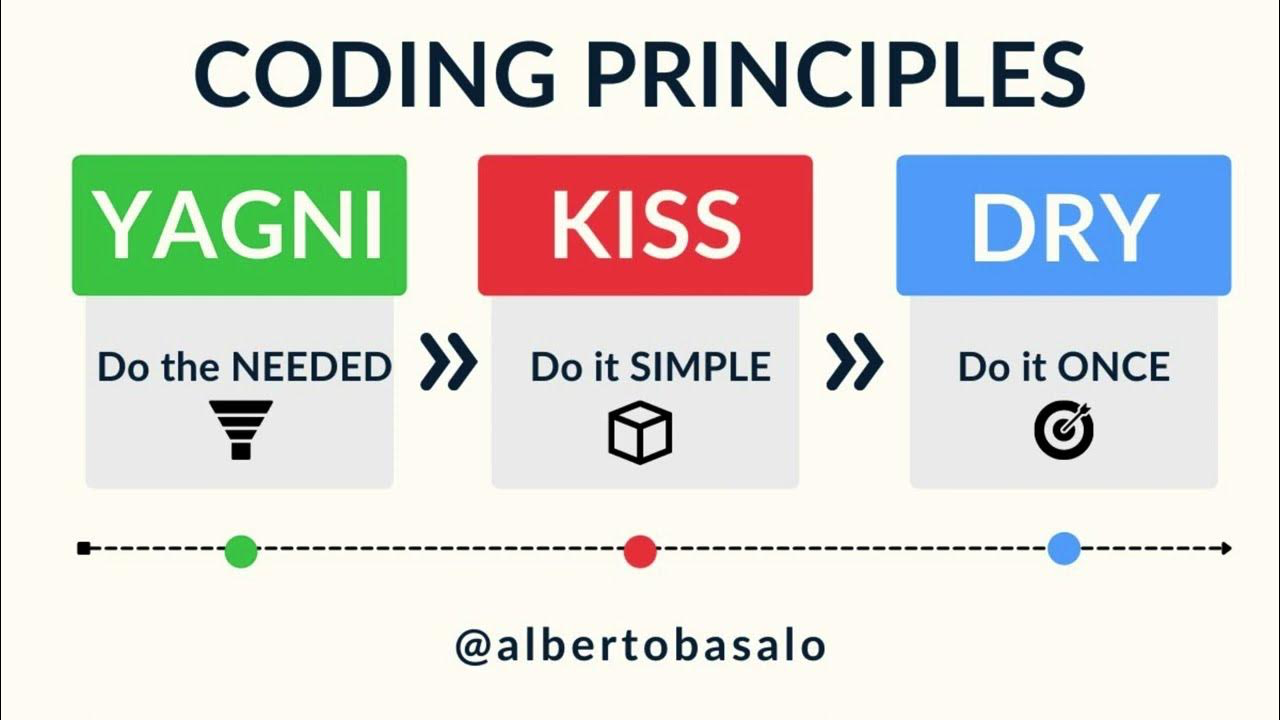 CODING PRINCIPLES
YAGNI
Do the NEEDED
KISS
Do it SIMPLE
DRY
Do it ONCE
@albertobasalo